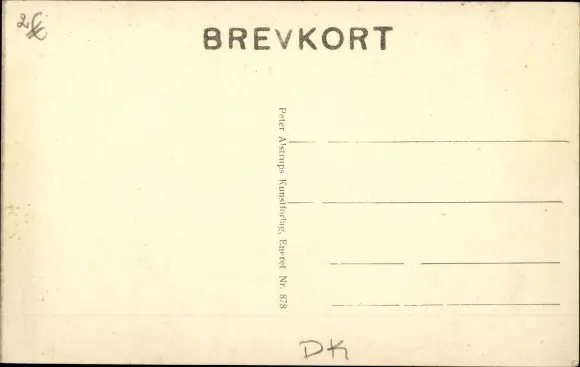 2€
BREVKORT
Peter Alstrups Kunstforlag, Eneret Nr. 878
DK